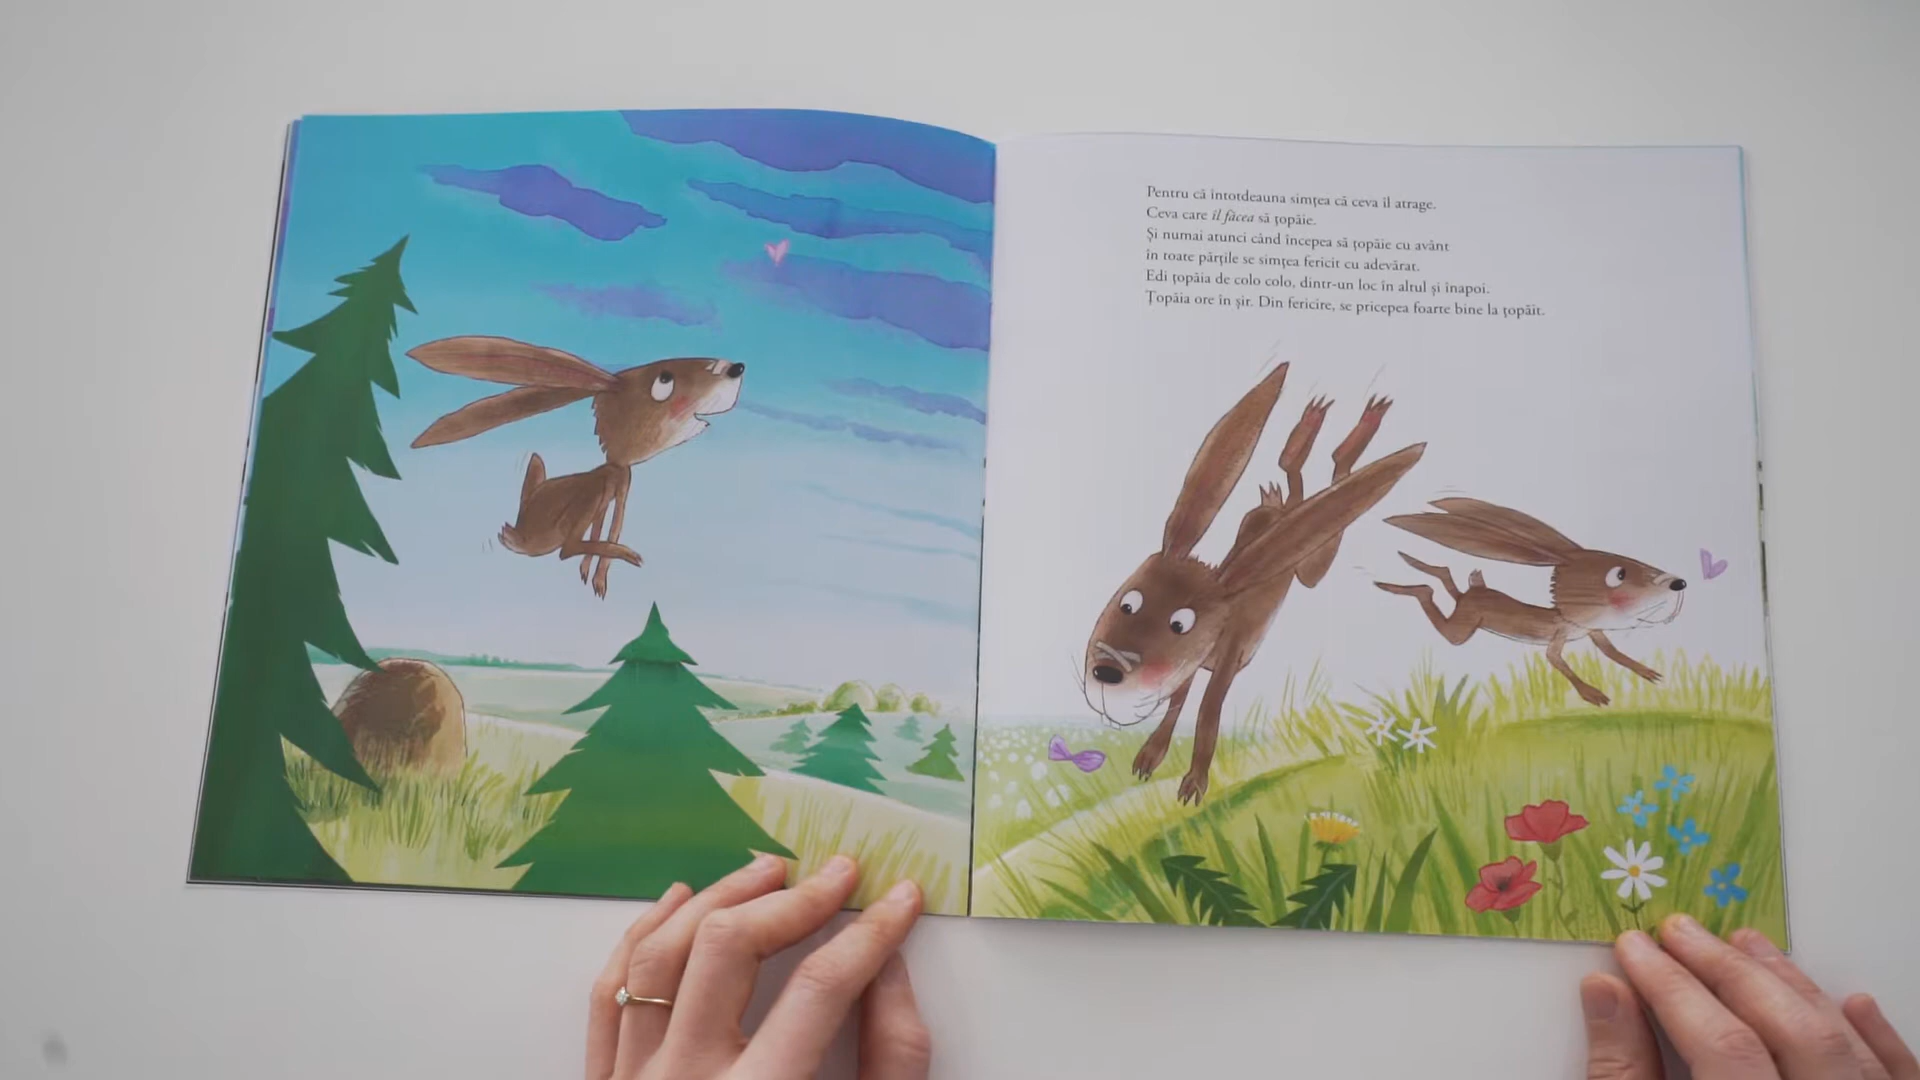 Pentru că întotdeauna simțea că ceva îl atrage.
Ceva care îl făcea să țopăie.
Și numai atunci când începea să țopăie cu avânt
în toate părțile se simțea fericit cu adevărat.
Edi țopăia de colo colo, dintr-un loc în altul și înapoi.
Țopăia ore în șir. Din fericire, se pricepea foarte bine la țopăit.